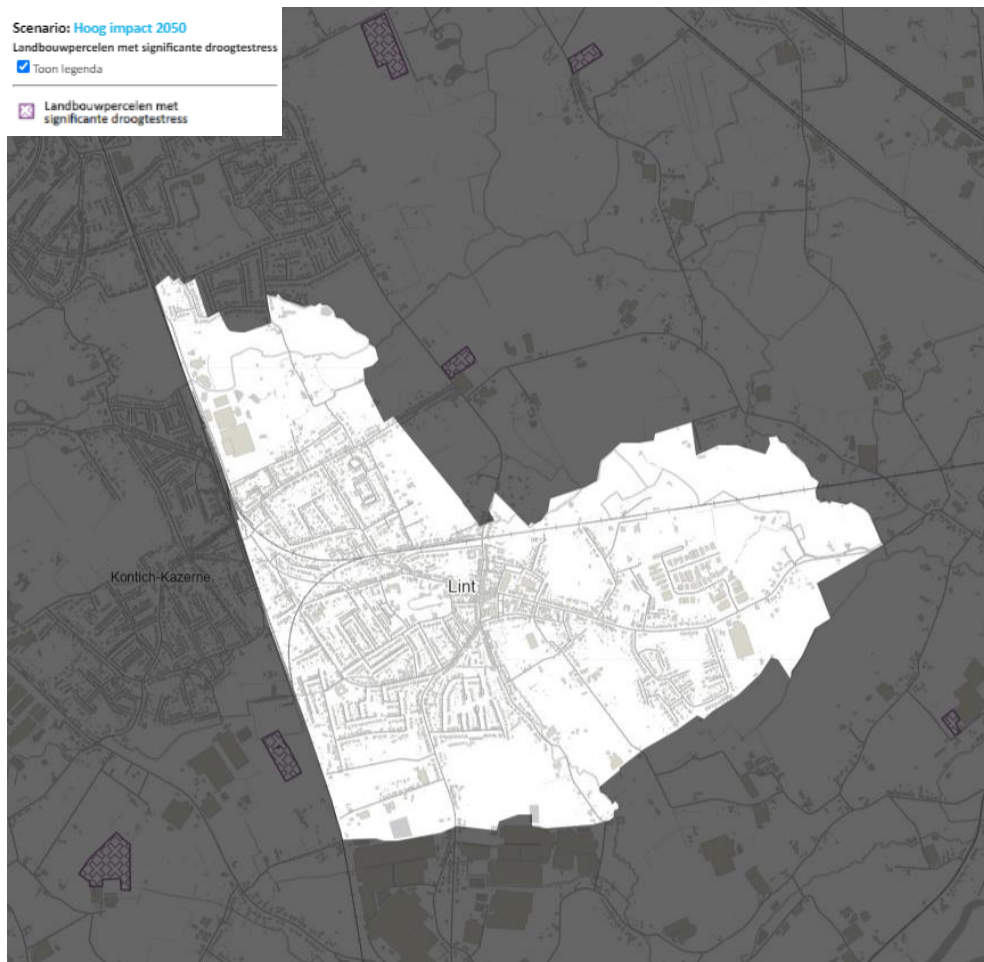 Scenario: Hoog impact 2050
Landbouwpercelen met significante droogtestress
Toon legenda
Landbouwpercelen met
significante droogtestress
Kontich-Kazerne
Lint